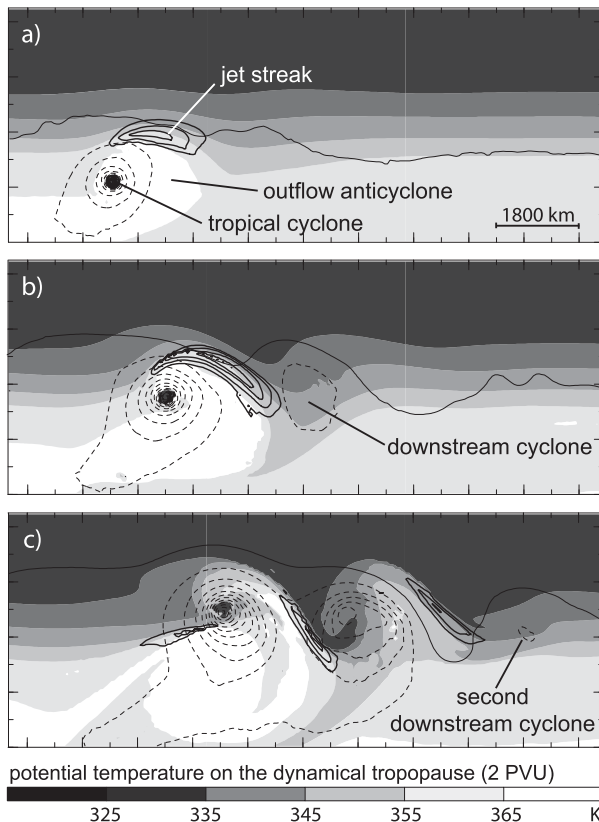 a)
jet streak
outflow anticyclone
tropical cyclone
1800 km
b)
downstream cyclone
c)
second
downstream cyclone
potential temperature on the dynamical tropopause (2 PVU)
325 335 345 355 365 K